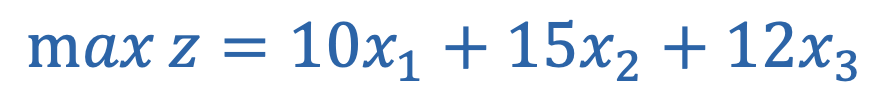 max z = 10x₁ + 15x₂ + 12x₃